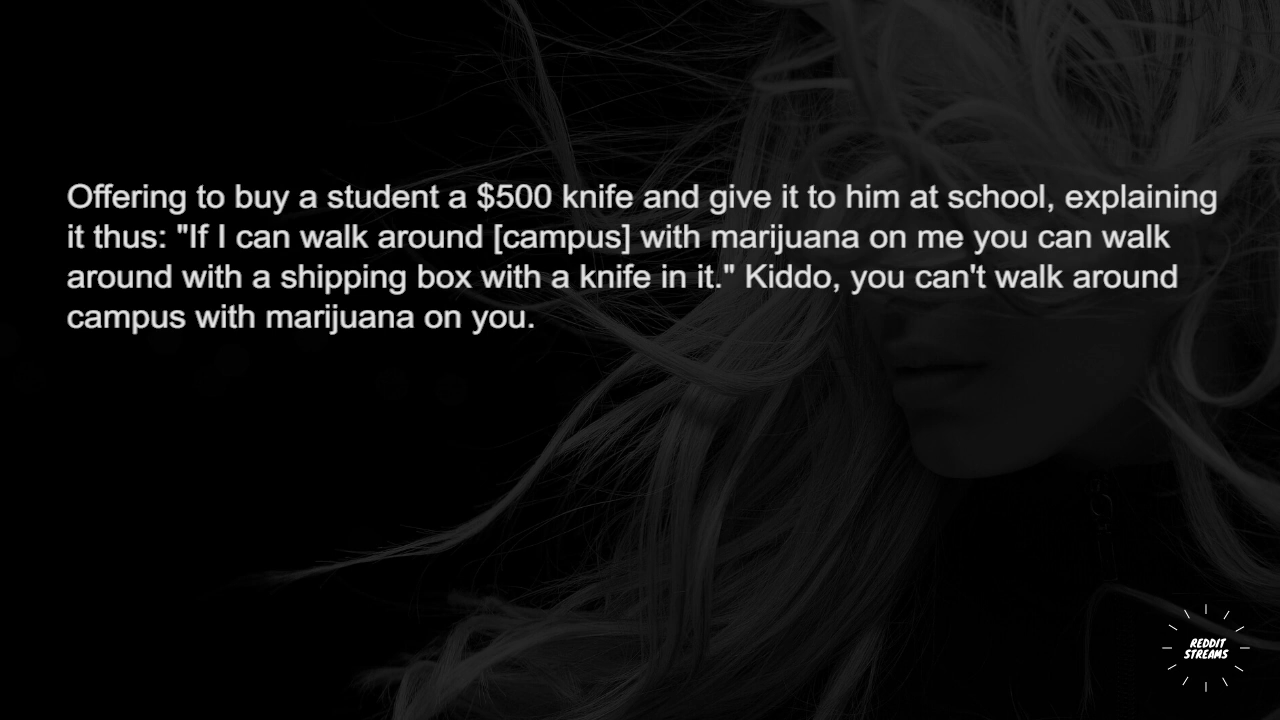 Offering to buy a student a $500 knife and give it to him at school, explaining
it thus: "If I can walk around [campus] with marijuana on me you can walk
around with a shipping box with a knife in it." Kiddo, you can't walk around
campus with marijuana on you.
REDDIT
STREAMS